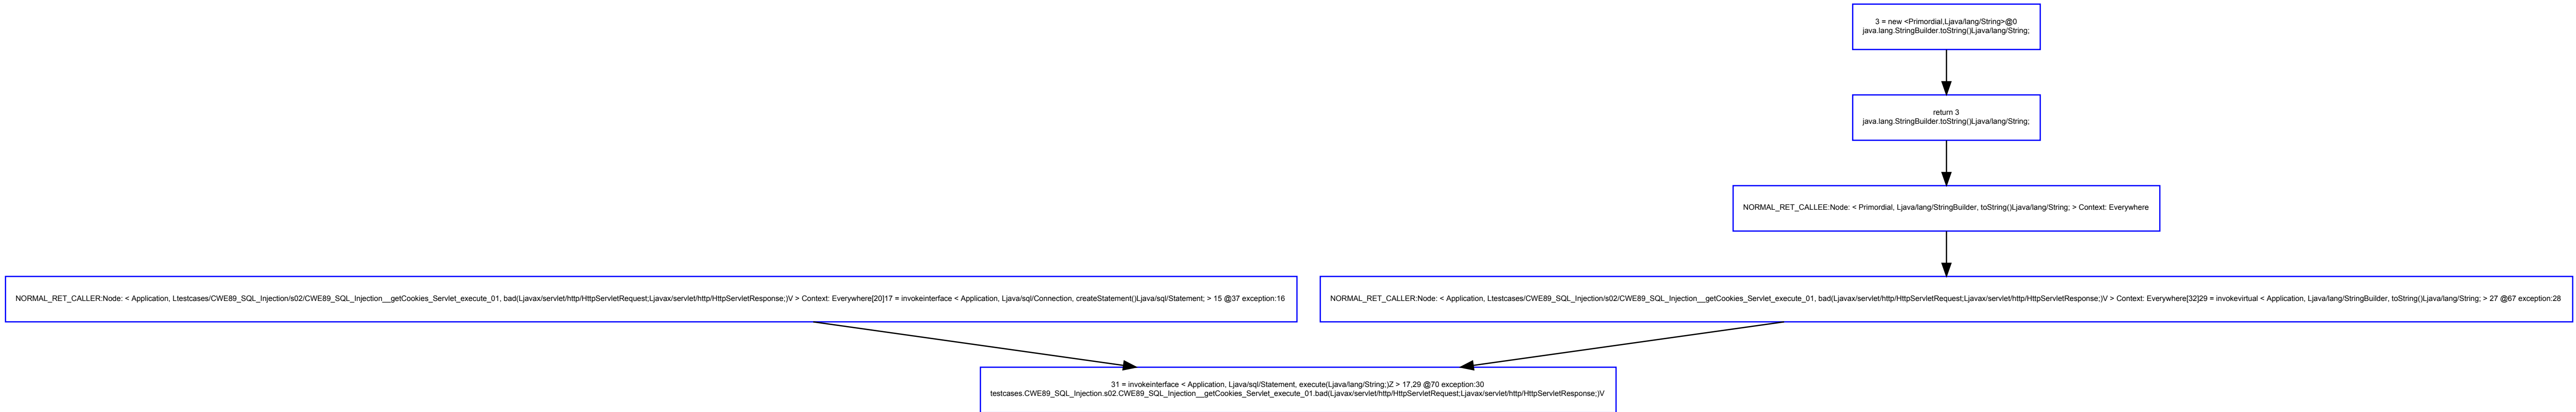 3 = new <Primordial,Ljava/lang/String>@0
java.lang.StringBuilder.toString()Ljava/lang/String;
return 3
java.lang.StringBuilder.toString()Ljava/lang/String;
NORMAL_RET_CALLEE:Node: < Primordial, Ljava/lang/StringBuilder, toString()Ljava/lang/String; > Context: Everywhere
NORMAL_RET_CALLER:Node: < Application, Ltestcases/CWE89_SQL_Injection/s02/CWE89_SQL_Injection__getCookies_Servlet_execute_01, bad(Ljavax/servlet/http/HttpServletRequest;Ljavax/servlet/http/HttpServletResponse;)V > Context: Everywhere[20]17 = invokeinterface < Application, Ljava/sql/Connection, createStatement()Ljava/sql/Statement; > 15 @37 exception:16
NORMAL_RET_CALLER:Node: < Application, Ltestcases/CWE89_SQL_Injection/s02/CWE89_SQL_Injection__getCookies_Servlet_execute_01, bad(Ljavax/servlet/http/HttpServletRequest;Ljavax/servlet/http/HttpServletResponse;)V > Context: Everywhere[32]29 = invokevirtual < Application, Ljava/lang/StringBuilder, toString()Ljava/lang/String; > 27 @67 exception:28
31 = invokeinterface < Application, Ljava/sql/Statement, execute(Ljava/lang/String;)Z > 17,29 @70 exception:30
testcases.CWE89_SQL_Injection.s02.CWE89_SQL_Injection__getCookies_Servlet_execute_01.bad(Ljavax/servlet/http/HttpServletRequest;Ljavax/servlet/http/HttpServletResponse;)V